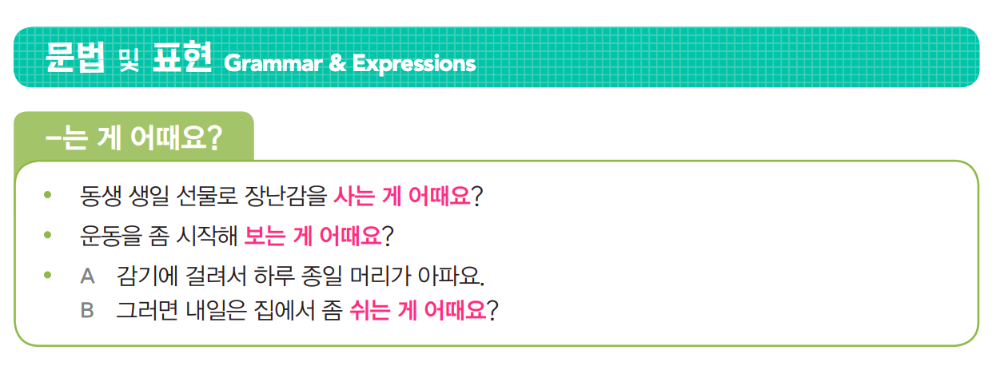 문법 및 표현 Grammar & Expressions
-는 게 어때요?
• 동생 생일 선물로 장난감을 사는 게 어때요?
• 운동을 좀 시작해 보는 게 어때요?
• A 감기에 걸려서 하루 종일 머리가 아파요.
B 그러면 내일은 집에서 좀 쉬는 게 어때요?